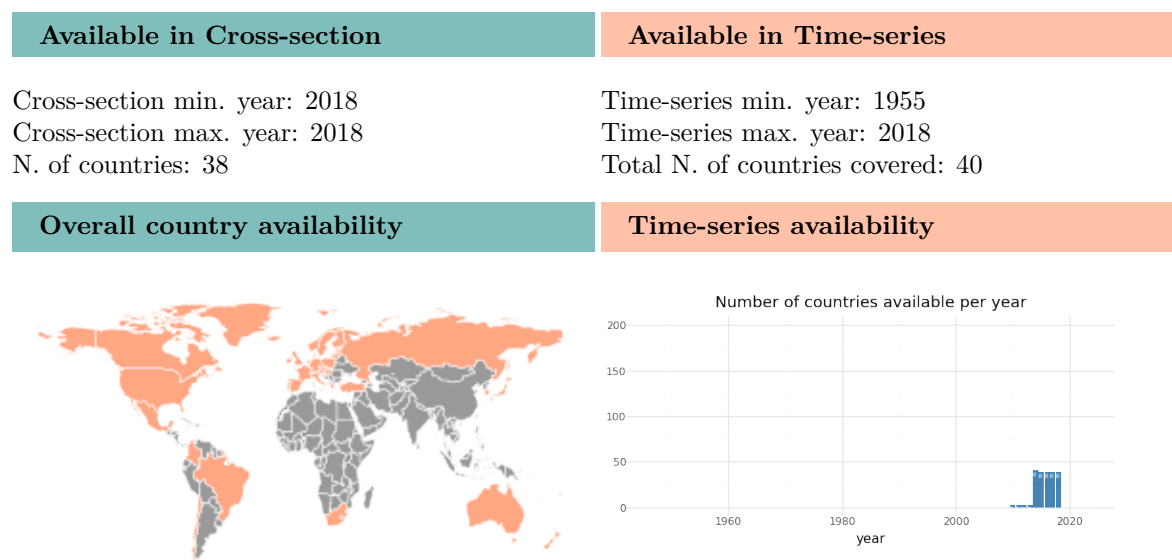 Available in Cross-section
Available in Time-series
Cross-section min. year: 2018
Cross-section max. year: 2018
N. of countries: 38
Time-series min. year: 1955
Time-series max. year: 2018
Total N. of countries covered: 40
Overall country availability
Time-series availability
Number of countries available per year
200
150
100
50
0
1960
1980
2000
2020
year